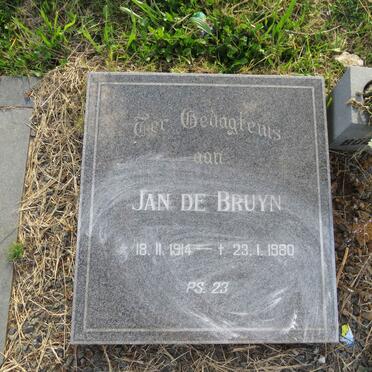 Ter Gedagtenis
aan
JAN DE BRUYN
* 18.11.1914 — † 23.1.1980
PS. 23